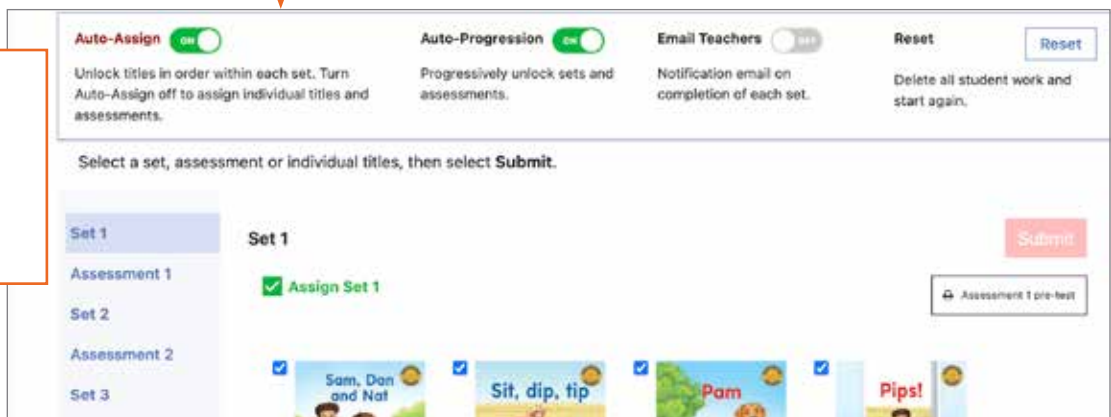 Auto-Assign ON
Unlock titles in order within each set. Turn
Auto-Assign off to assign individual titles and
assessments.
Auto-Progression ON
Progressively unlock sets and
assessments.
Email Teachers OFF
Notification email on
completion of each set.
Reset
Delete all student work and
start again.
Reset
Select a set, assessment or individual titles, then select Submit.
Set 1
Assessment 1
Set 2
Assessment 2
Set 3
Set 1
Submit
Assign Set 1
Assessment 1 pre-test
Sam, Dan
and Nat
Sit, dip, tip
Pam
Pips!